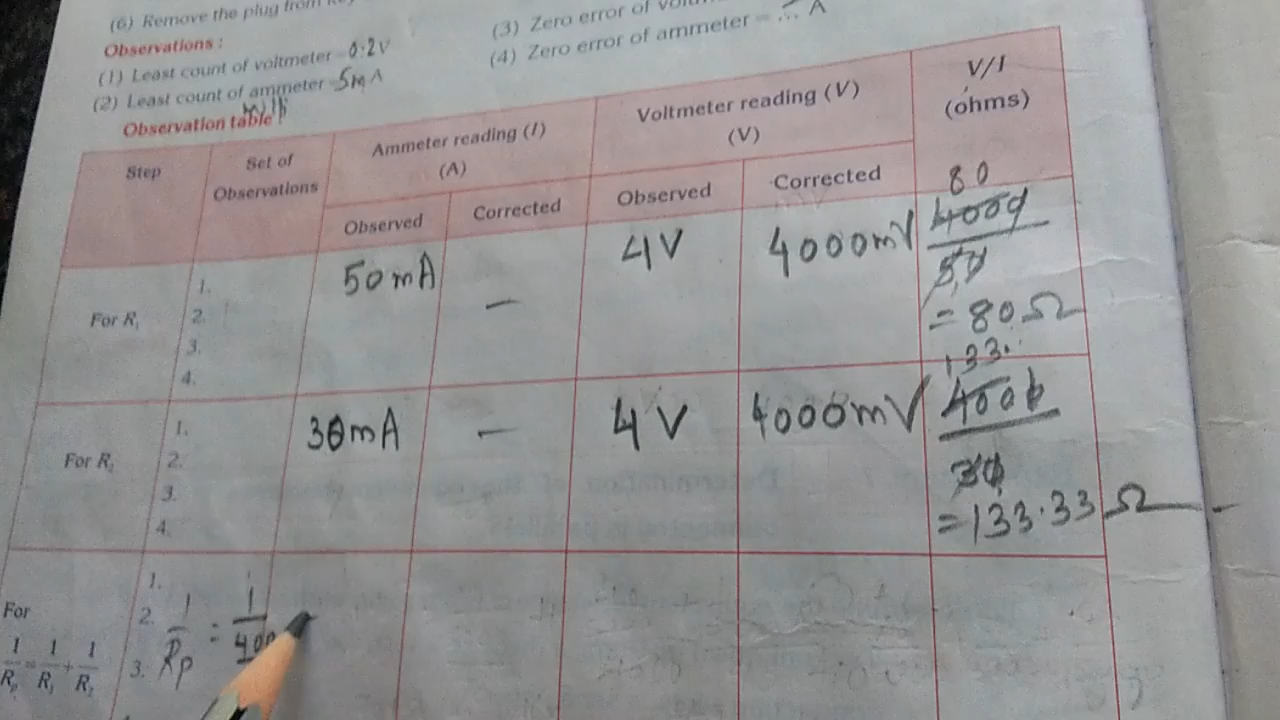 (6) Remove the plug from
Observations :
(1) Least count of voltmeter 0.2V
(2) Least count of ammeter 5mA
(3) Zero error of
(4) Zero error of ammeter = ... A
Observation table
Step
Set of Observations
Ammeter reading (I) (A)
Voltmeter reading (V) (V)
V/I (ohms)
Observed
Corrected
Observed
Corrected
For R₁
1.
2.
3.
4.
50mA
–
4V
4000mV
80
4000
50
= 80Ω
For R₂
1.
2.
3.
4.
30mA
–
4V
4000mV
133.
4000
30
= 133.33Ω
For
1/Rₚ = 1/R₁ + 1/R₂
1.
2.
3.
1/Rp = 1/400